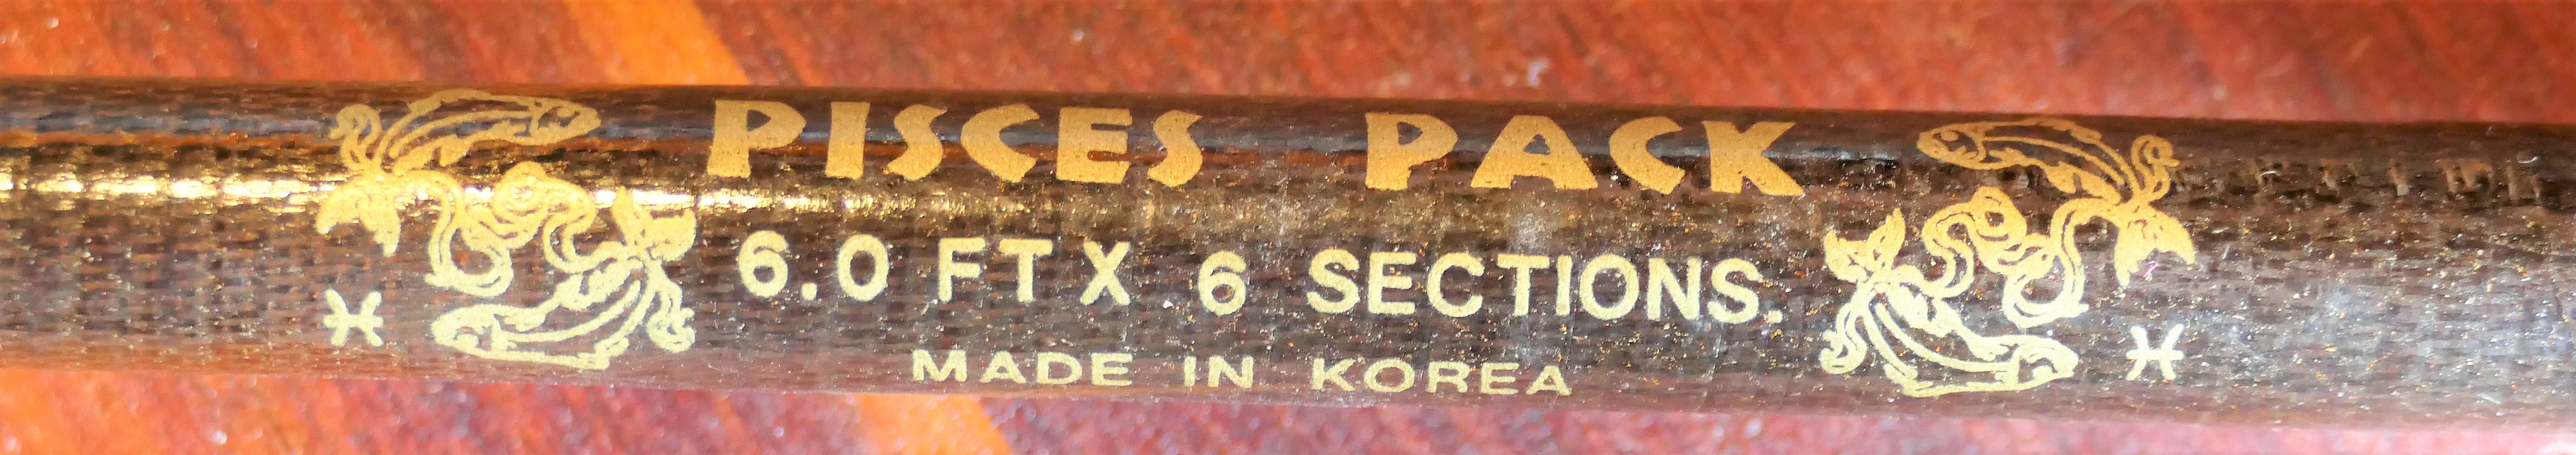 PISCES PACK
♓ 6.0 FT X 6 SECTIONS. ♓
MADE IN KOREA